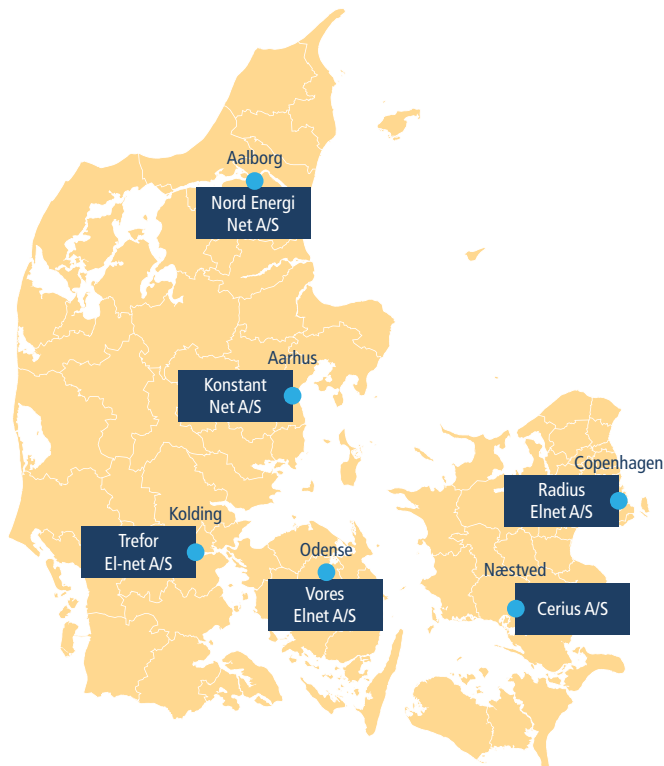 Aalborg
Nord Energi
Net A/S
Aarhus
Konstant
Net A/S
Copenhagen
Radius
Elnet A/S
Kolding
Trefor
El-net A/S
Odense
Vores
Elnet A/S
Næstved
Cerius A/S